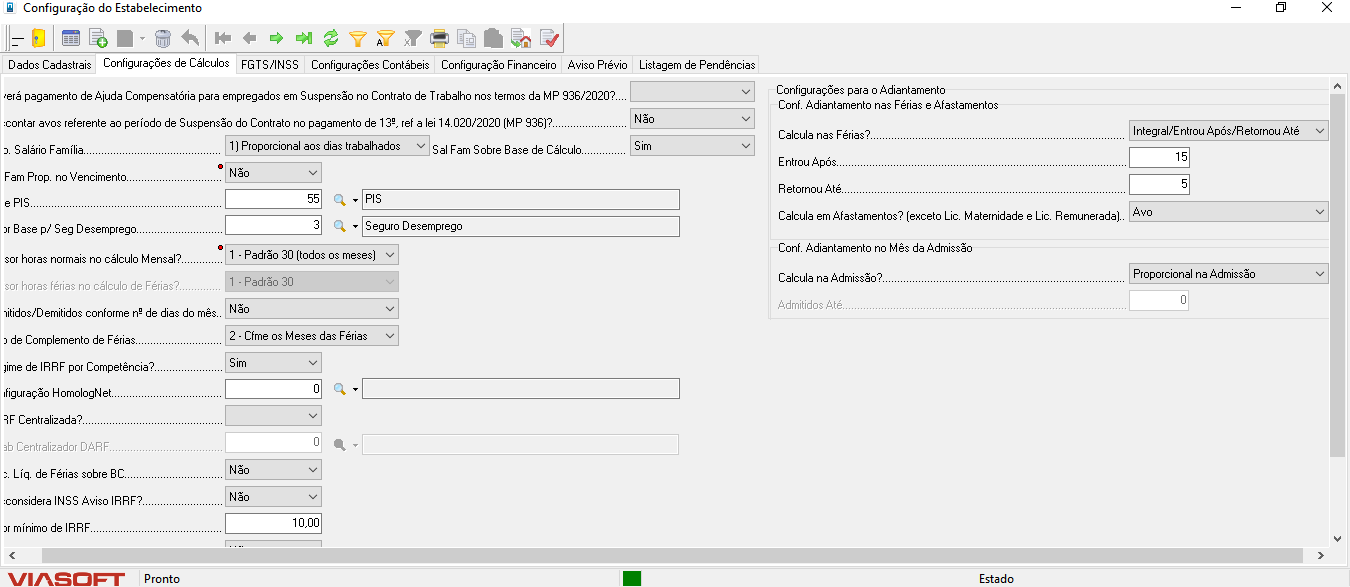 Configuração do Estabelecimento
Dados Cadastrais Configurações de Cálculos FGTS/INSS Configurações Contábeis Configuração Financeiro Aviso Prévio Listagem de Pendências
verá pagamento de Ajuda Compensatória para empregados em Suspensão no Contrato de Trabalho nos termos da MP 936/2020?....
contar avos referente ao período de Suspensão do Contrato no pagamento de 13º, ref a lei 14.020/2020 (MP 936)?.................... Não
o. Salário Família.......................................... 1) Proporcional aos dias trabalhados Sal Fam Sobre Base de Cálculo............... Sim
Fam Prop. no Vencimento............................ Não
e PIS............................................................ 55 PIS
or Base p/ Seg Desemprego......................... 3 Seguro Desemprego
sor horas normais no cálculo Mensal?............ 1 - Padrão 30 (todos os meses)
sor horas férias no cálculo de Férias?............. 1 - Padrão 30
mitidos/Demitidos conforme nº de dias do mês.. Não
o de Complemento de Férias......................... 2 - Cfme os Meses das Férias
gime de IRRF por Competência?.................... Sim
nfiguração HomologNet................................ 0
RF Centralizada?.......................................
ab Centralizador DARF................................ 0
c. Líq. de Férias sobre BC............................ Não
econsidera INSS Aviso IRRF?...................... Não
or mínimo de IRRF...................................... 10,00
Configurações para o Adiantamento
Conf. Adiantamento nas Férias e Afastamentos
Calcula nas Férias?.................................... Integral/Entrou Após/Retornou Até
Entrou Após............................................... 15
Retornou Até.............................................. 5
Calcula em Afastamentos? (exceto Lic. Maternidade e Lic. Remunerada).. Avo
Conf. Adiantamento no Mês da Admissão
Calcula na Admissão?................................. Proporcional na Admissão
Admitidos Até............................................. 0
VIASOFT Pronto Estado